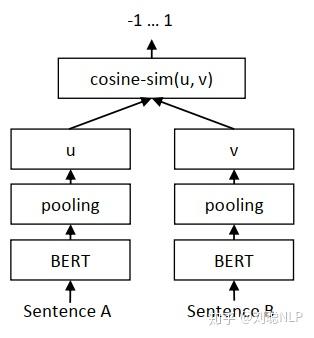 -1 … 1
cosine-sim(u, v)
u
v
pooling
pooling
BERT
BERT
Sentence A
Sentence B
知乎 @刘聪NLP